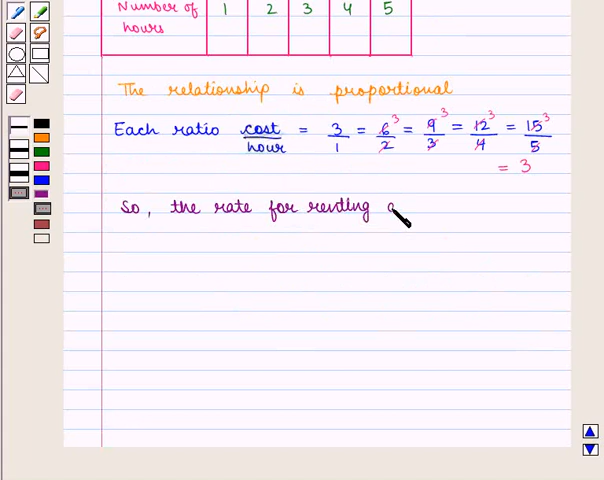 Number of 1 2 3 4 5
hours
The relationship is proportional
Each ratio cost/hour = 3/1 = 6/2 3 = 9/3 3 = 12/4 3 = 15/5 3
= 3
So, the rate for renting a